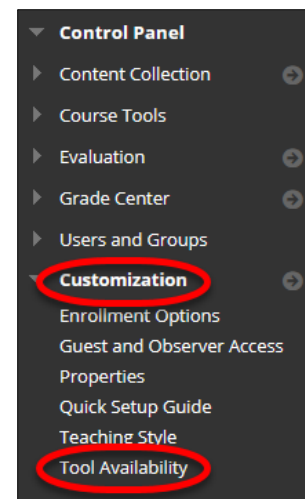 Control Panel
Content Collection
Course Tools
Evaluation
Grade Center
Users and Groups
Customization
Enrollment Options
Guest and Observer Access
Properties
Quick Setup Guide
Teaching Style
Tool Availability